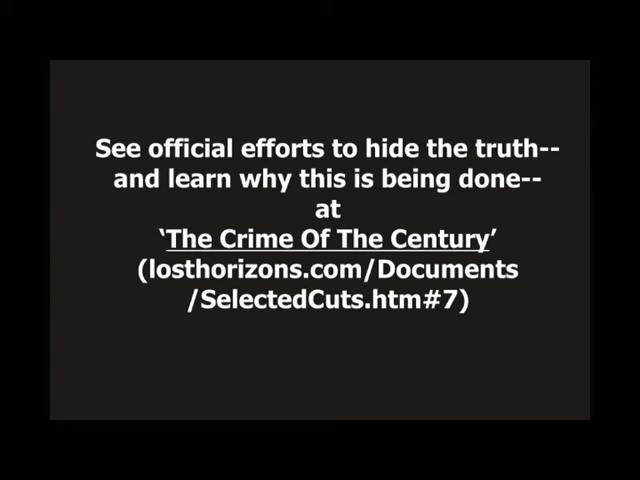 See official efforts to hide the truth--
and learn why this is being done--
at
‘The Crime Of The Century’
(losthorizons.com/Documents
/SelectedCuts.htm#7)